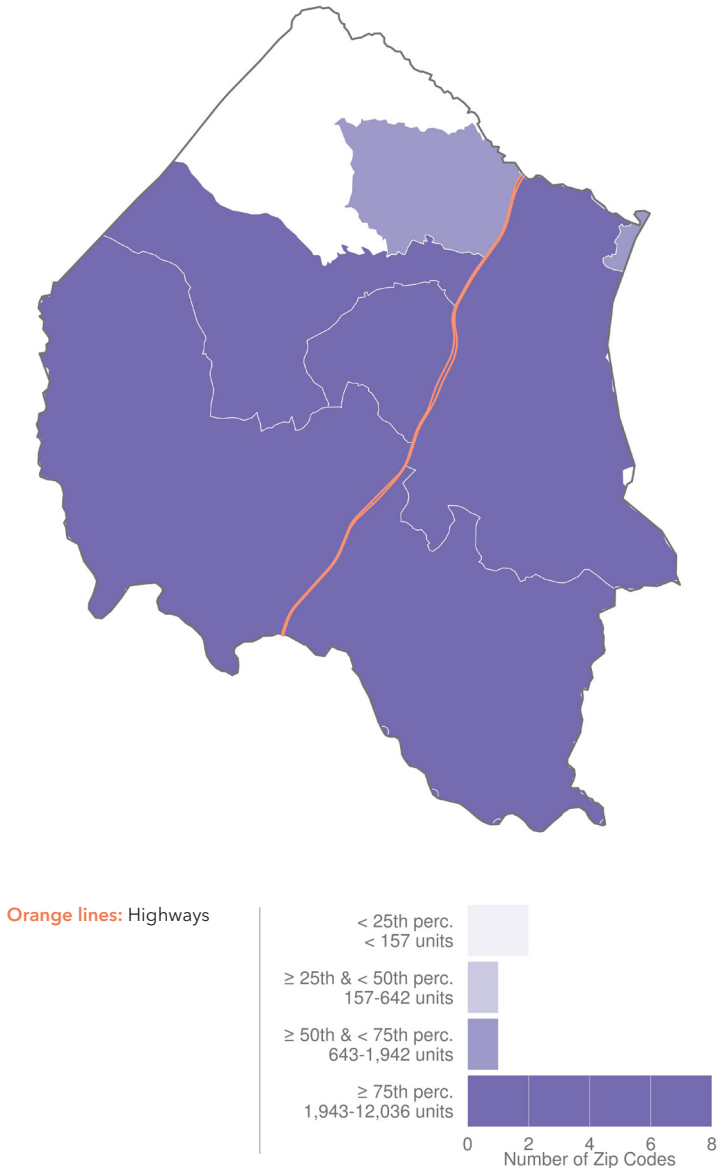 Orange lines: Highways
< 25th perc.
< 157 units
≥ 25th & < 50th perc.
157-642 units
≥ 50th & < 75th perc.
643-1,942 units
≥ 75th perc.
1,943-12,036 units
0 2 4 6 8
Number of Zip Codes